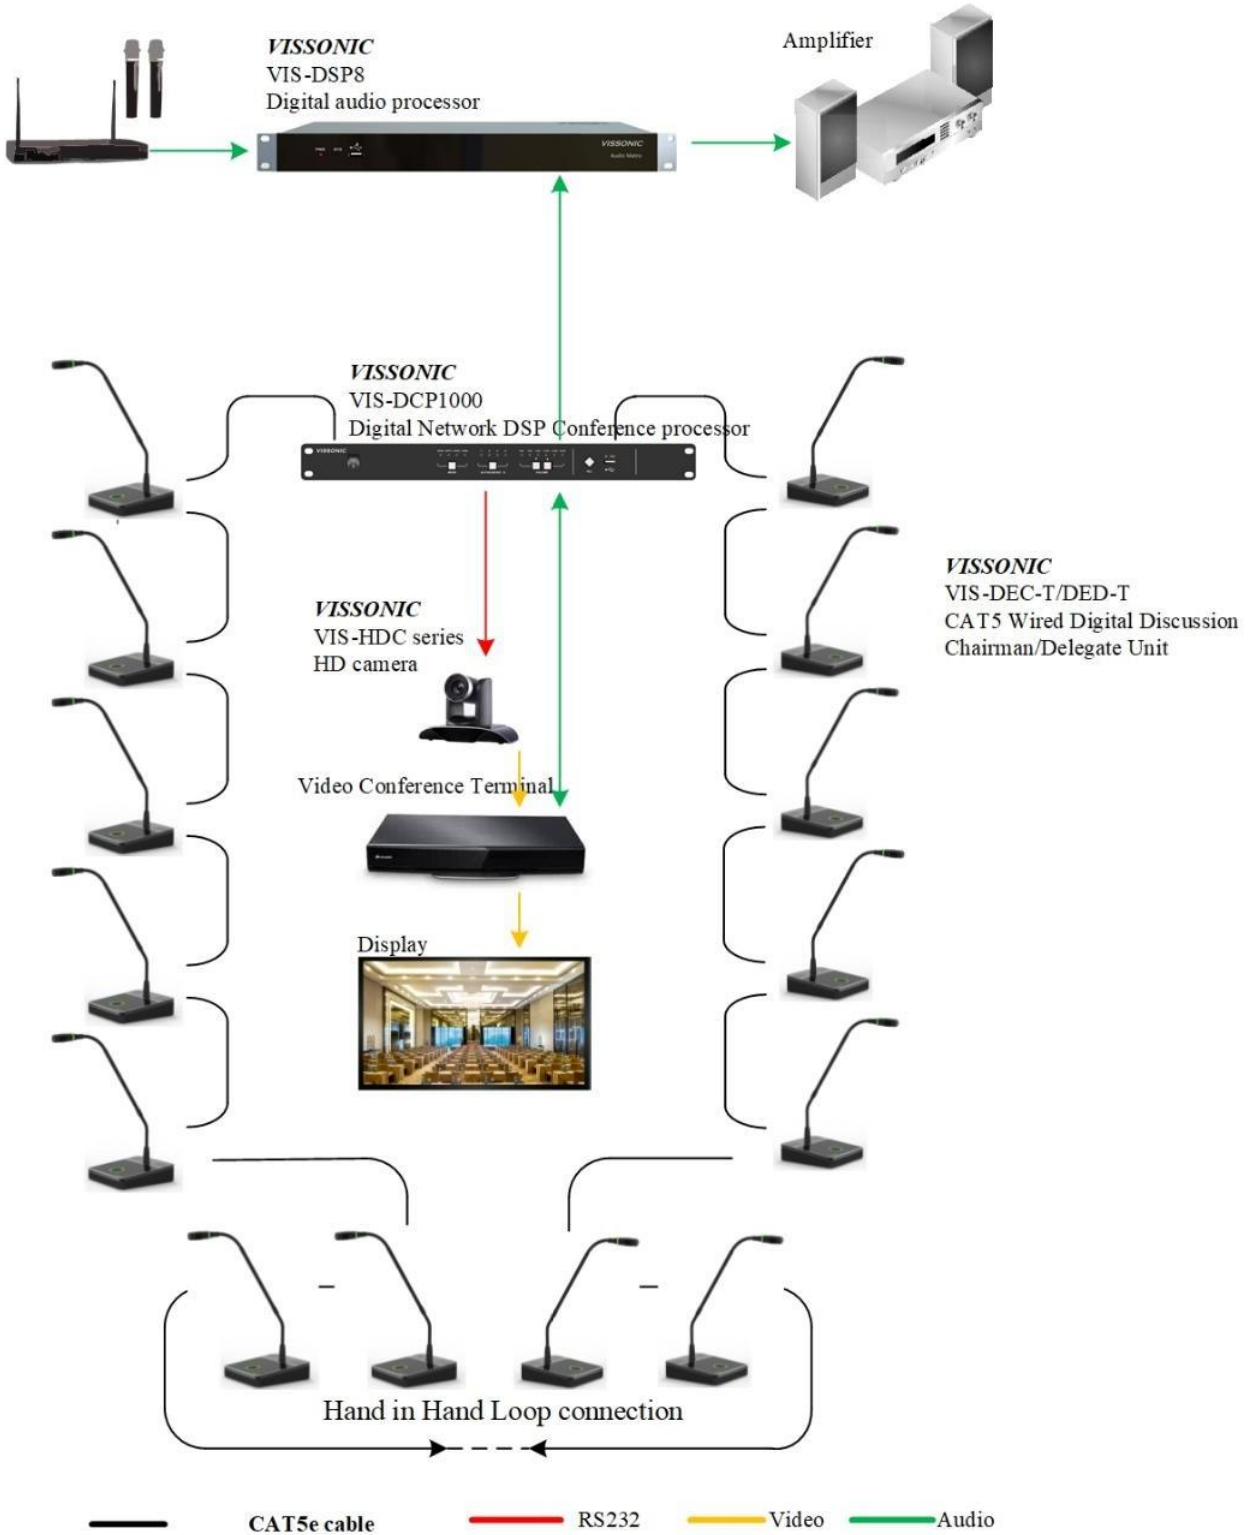 VISSONIC
VIS-DSP8
Digital audio processor
Amplifier
VISSONIC
VISSONIC
VIS-DCP1000
Digital Network DSP Conference processor
VISSONIC
VISSONIC
VIS-DEC-T/DED-T
CAT5 Wired Digital Discussion
Chairman/Delegate Unit
VISSONIC
VIS-HDC series
HD camera
Video Conference Terminal
Display
Hand in Hand Loop connection
CAT5e cable
RS232
Video
Audio